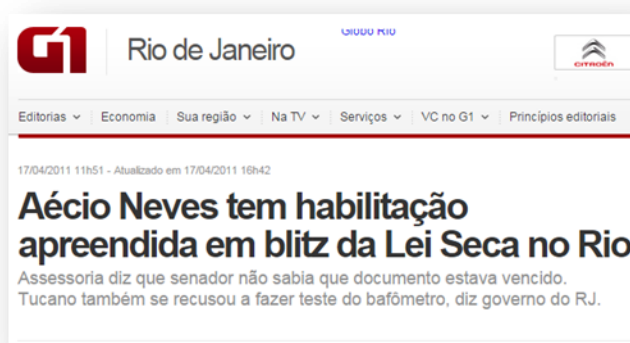 G1
Rio de Janeiro
Globo Rio
CITROËN
Editorias
Economia
Sua região
Na TV
Serviços
VC no G1
Princípios editoriais
17/04/2011 11h51 - Atualizado em 17/04/2011 16h42
Aécio Neves tem habilitação
apreendida em blitz da Lei Seca no Rio
Assessoria diz que senador não sabia que documento estava vencido.
Tucano também se recusou a fazer teste do bafômetro, diz governo do RJ.